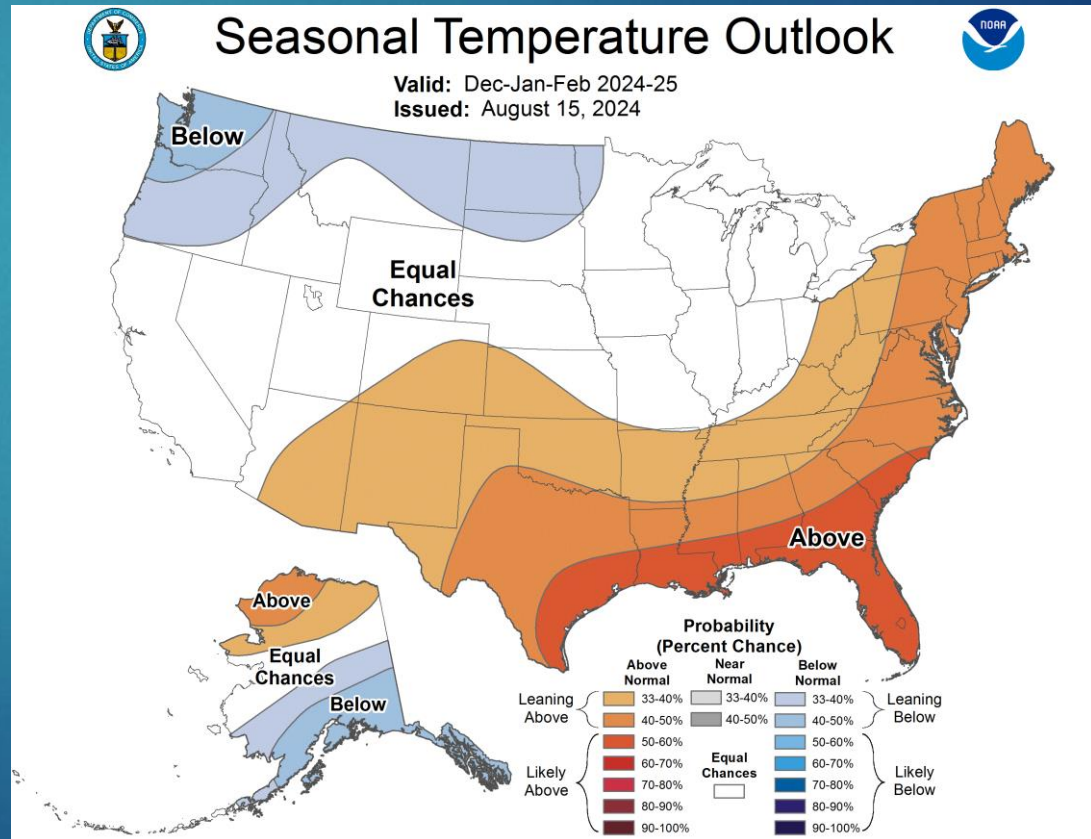 Seasonal Temperature Outlook
NOAA
Valid: Dec-Jan-Feb 2024-25
Issued: August 15, 2024
Below
Equal
Chances
Above
Above
Equal
Chances
Below
Probability
(Percent Chance)
Above
Normal
Near
Normal
Below
Normal
Leaning
Above
33-40%
40-50%
50-60%
60-70%
70-80%
80-90%
90-100%
Likely
Above
33-40%
40-50%
Equal
Chances
33-40%
40-50%
50-60%
60-70%
70-80%
80-90%
90-100%
Leaning
Below
Likely
Below